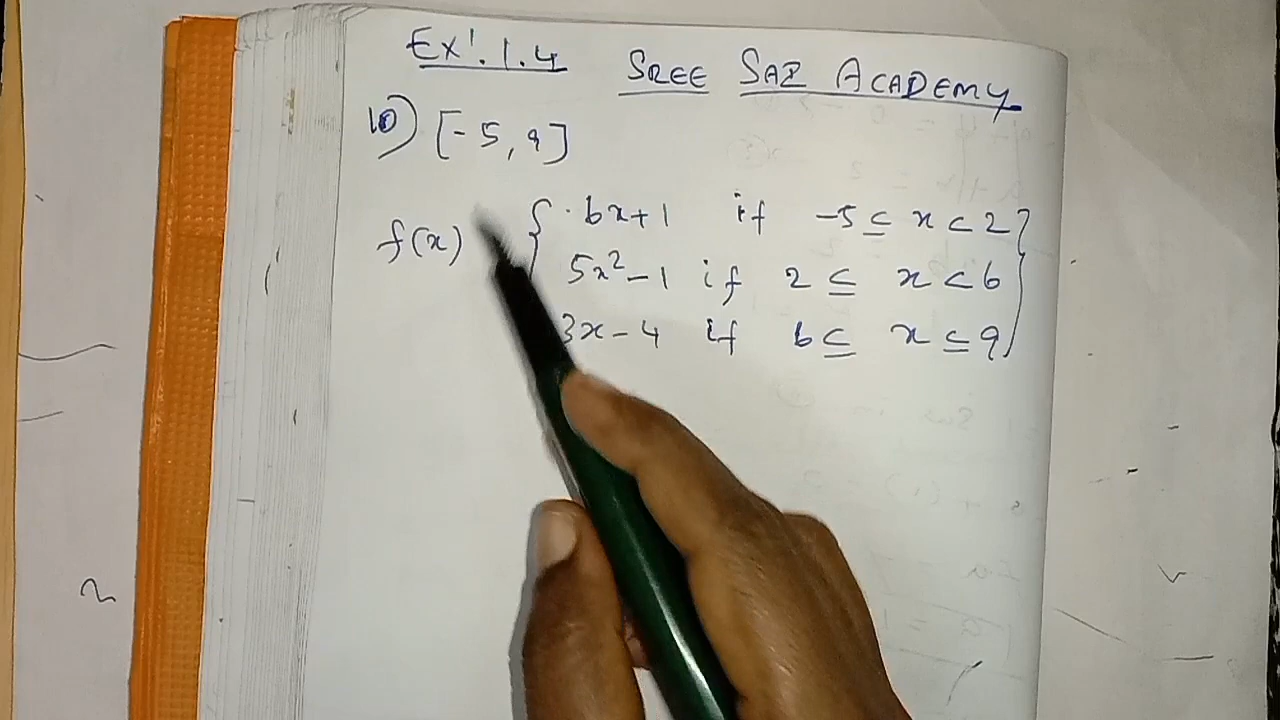 Ex'.1.4 SREE SAI ACADEMY
10) [-5, 9]
f(x) { 6x+1 if -5 ≤ x < 2 }
5x²-1 if 2 ≤ x < 6
3x-4 if 6 ≤ x ≤ 9